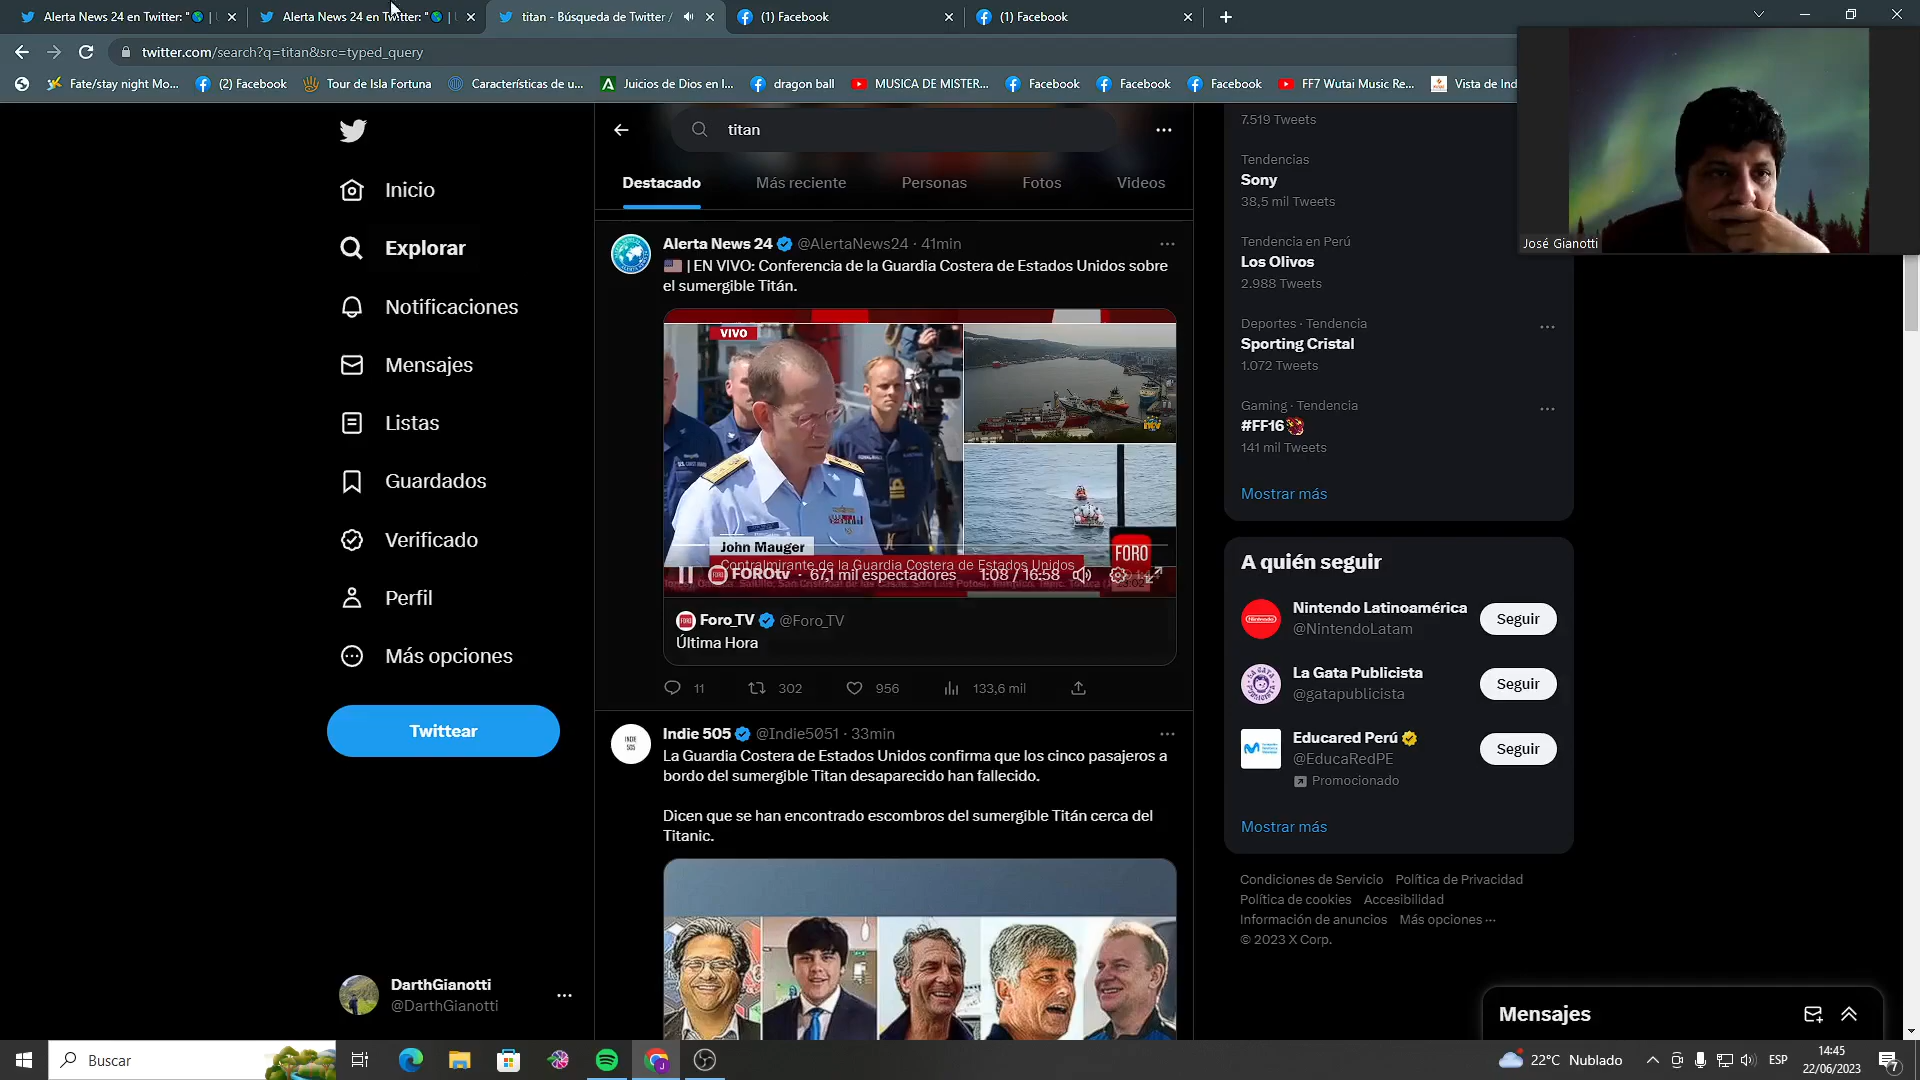 Alerta News 24 en Twitter: "🌎 | U
Alerta News 24 en Twitter: "🌎 | U
titan - Búsqueda de Twitter /
(1) Facebook
(1) Facebook
twitter.com/search?q=titan&src=typed_query
Fate/stay night Mo...
(2) Facebook
Tour de Isla Fortuna
Características de u...
Juicios de Dios en l...
dragon ball
MUSICA DE MISTER...
Facebook
Facebook
Facebook
FF7 Wutai Music Re...
Vista de Ind
José Gianotti
Inicio
Explorar
Notificaciones
Mensajes
Listas
Guardados
Verificado
Perfil
Más opciones
Twittear
DarthGianotti
@DarthGianotti
titan
Destacado
Más reciente
Personas
Fotos
Videos
Alerta News 24 @AlertaNews24 · 41min
🇺🇸 | EN VIVO: Conferencia de la Guardia Costera de Estados Unidos sobre
el sumergible Titán.
VIVO
John Mauger
Contralmirante de la Guardia Costera de Estados Unidos
FORO
FOROtv · 67,1 mil espectadores
1:08 / 16:58
Foro_TV @Foro_TV
Última Hora
11
302
956
133,6 mil
Indie 505 @Indie5051 · 33min
La Guardia Costera de Estados Unidos confirma que los cinco pasajeros a
bordo del sumergible Titan desaparecido han fallecido.
Dicen que se han encontrado escombros del sumergible Titán cerca del
Titanic.
INDIE
505
7.519 Tweets
Tendencias
Sony
38,5 mil Tweets
Tendencia en Perú
Los Olivos
2.988 Tweets
Deportes · Tendencia
Sporting Cristal
1.072 Tweets
Gaming · Tendencia
#FF16
141 mil Tweets
Mostrar más
A quién seguir
Nintendo Latinoamérica
@NintendoLatam
Seguir
La Gata Publicista
@gatapublicista
Seguir
Educared Perú
@EducaRedPE
Promocionado
Seguir
Mostrar más
Condiciones de Servicio Política de Privacidad
Política de cookies Accesibilidad
Información de anuncios Más opciones ···
© 2023 X Corp.
Mensajes
Buscar
22°C Nublado
ESP
14:45
22/06/2023
7